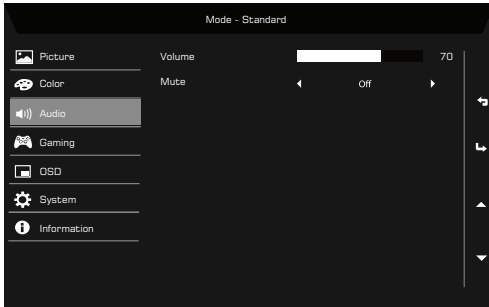 Mode - Standard
Picture
Volume 70
Color
Mute Off
Audio
Gaming
OSD
System
Information